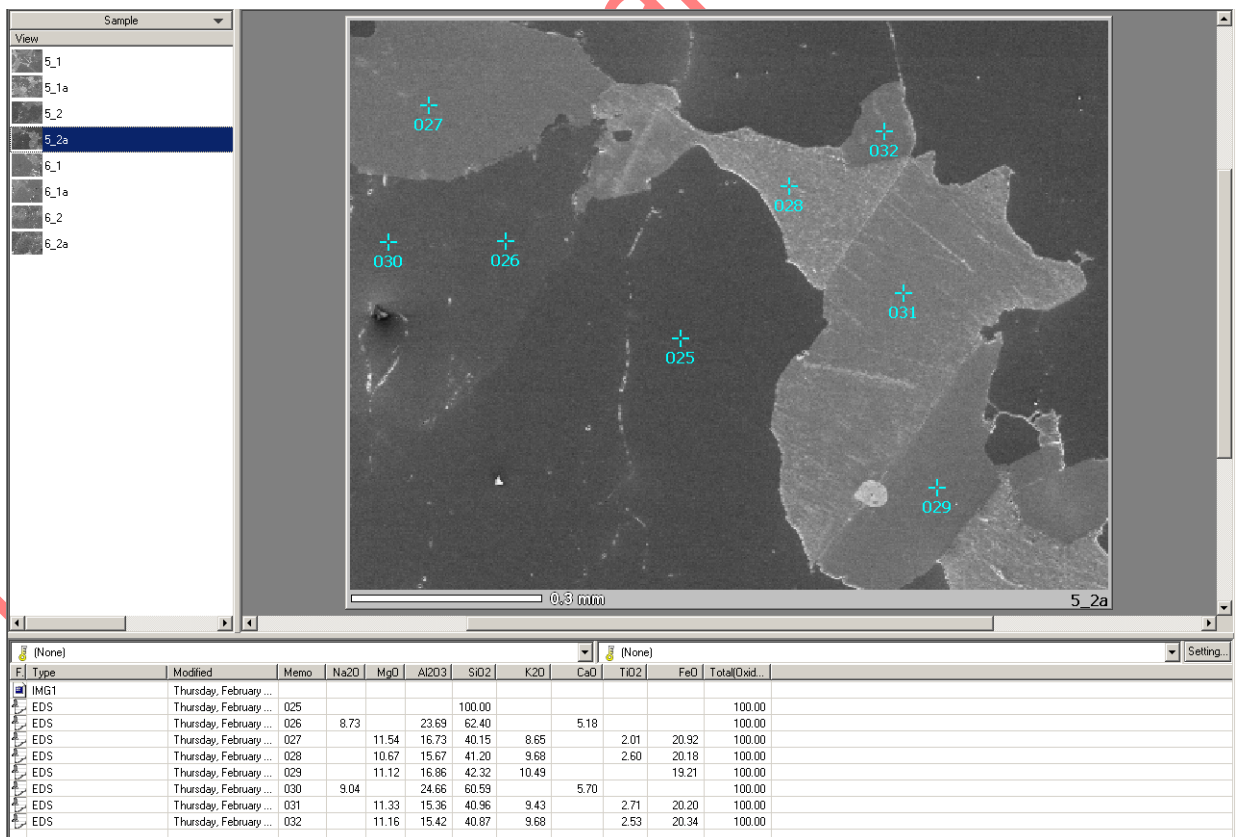 Sample
View
5_1
5_1a
5_2
5_2a
6_1
6_1a
6_2
6_2a
027
032
028
030 026
031
025
029
0.3 mm 5_2a
(None) (None) Setting...
F. Type Modified Memo Na2O MgO Al2O3 SiO2 K2O CaO TiO2 FeO Total(Oxid...
IMG1 Thursday, February ...
EDS Thursday, February ... 025 100.00 100.00
EDS Thursday, February ... 026 8.73 23.69 62.40 5.18 100.00
EDS Thursday, February ... 027 11.54 16.73 40.15 8.65 2.01 20.92 100.00
EDS Thursday, February ... 028 10.67 15.67 41.20 9.68 2.60 20.18 100.00
EDS Thursday, February ... 029 11.12 16.86 42.32 10.49 19.21 100.00
EDS Thursday, February ... 030 9.04 24.66 60.59 5.70 100.00
EDS Thursday, February ... 031 11.33 15.36 40.96 9.43 2.71 20.20 100.00
EDS Thursday, February ... 032 11.16 15.42 40.87 9.68 2.53 20.34 100.00